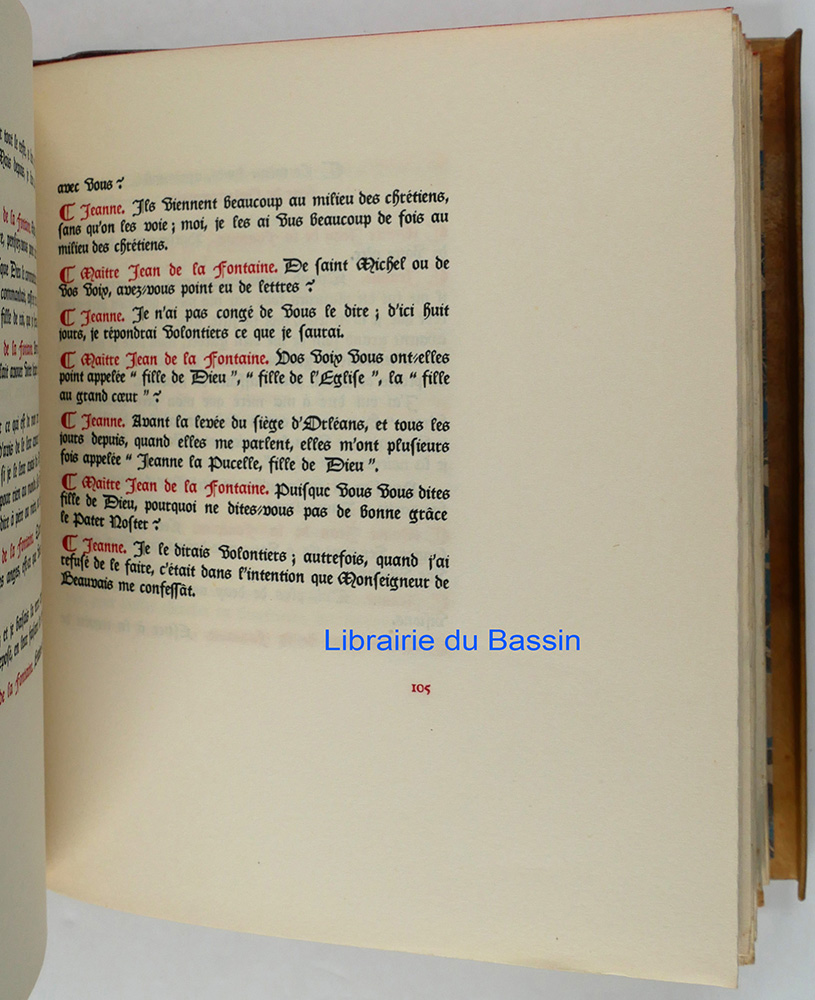 avec vous ?
Jeanne. Ils viennent beaucoup au milieu des chrétiens,
sans qu'on les voie ; moi, je les ai vus beaucoup de fois au
milieu des chrétiens.
Maitre Jean de la Fontaine. De saint Michel ou de
vos voix, avez-vous point eu de lettres ?
Jeanne. Je n'ai pas congé de vous le dire ; d'ici huit
jours, je répondrai volontiers ce que je saurai.
Maitre Jean de la Fontaine. Vos voix vous ont-elles
point appelée " fille de Dieu ", " fille de l'Eglise ", la " fille
au grand cœur " ?
Jeanne. Avant la levée du siège d'Orléans, et tous les
jours depuis, quand elles me parlent, elles m'ont plusieurs
fois appelée " Jeanne la Pucelle, fille de Dieu ".
Maitre Jean de la Fontaine. Puisque vous vous dites
fille de Dieu, pourquoi ne dites-vous pas de bonne grâce
le Pater Noster ?
Jeanne. Je le dirais volontiers ; autrefois, quand j'ai
refusé de le faire, c'était dans l'intention que Monseigneur de
Beauvais me confessât.
Librairie du Bassin
105